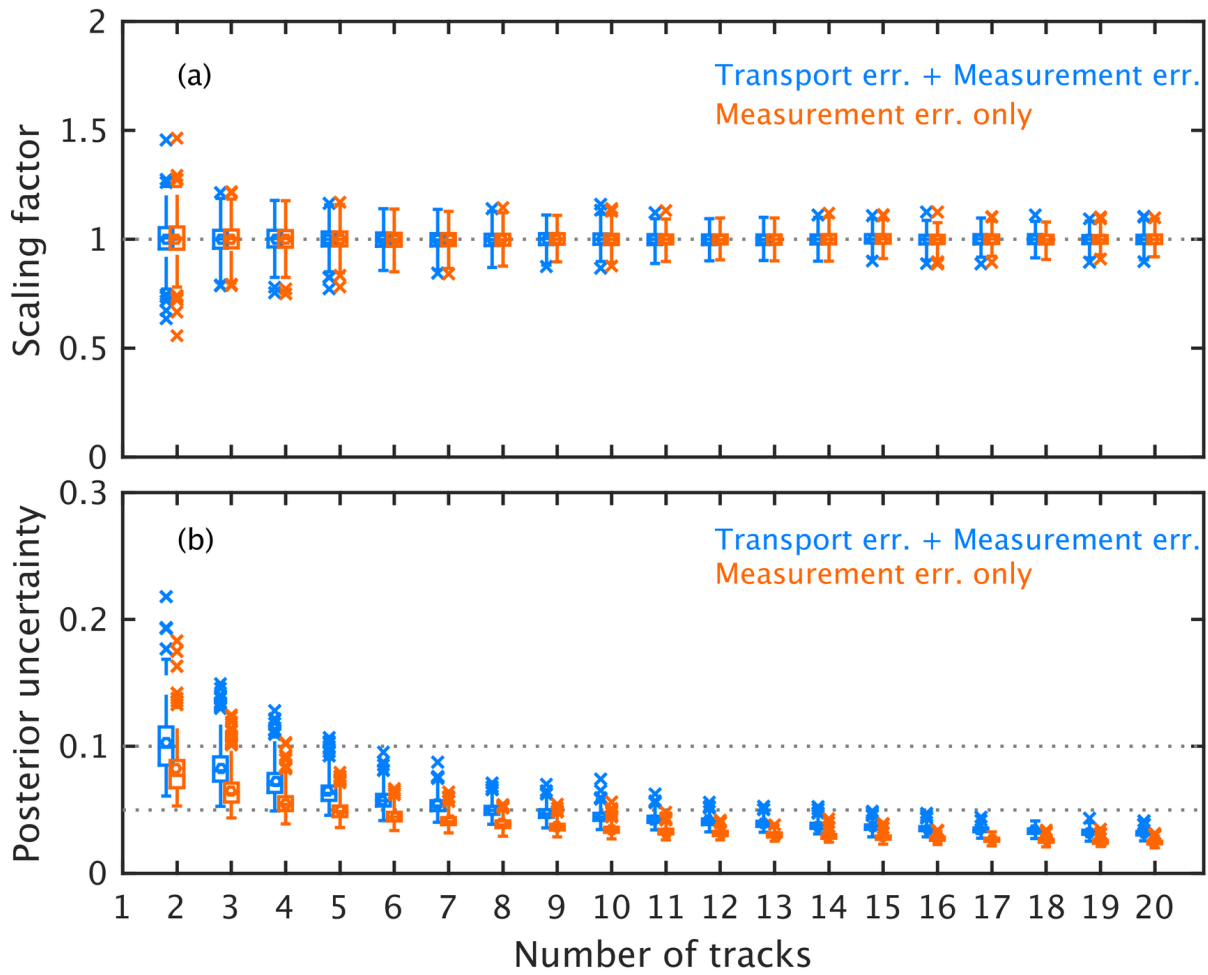 2
(a)
Transport err. + Measurement err.
Measurement err. only
1.5
1
0.5
0
Scaling factor
0.3
(b)
Transport err. + Measurement err.
Measurement err. only
0.2
0.1
0
Posterior uncertainty
1 2 3 4 5 6 7 8 9 10 11 12 13 14 15 16 17 18 19 20
Number of tracks